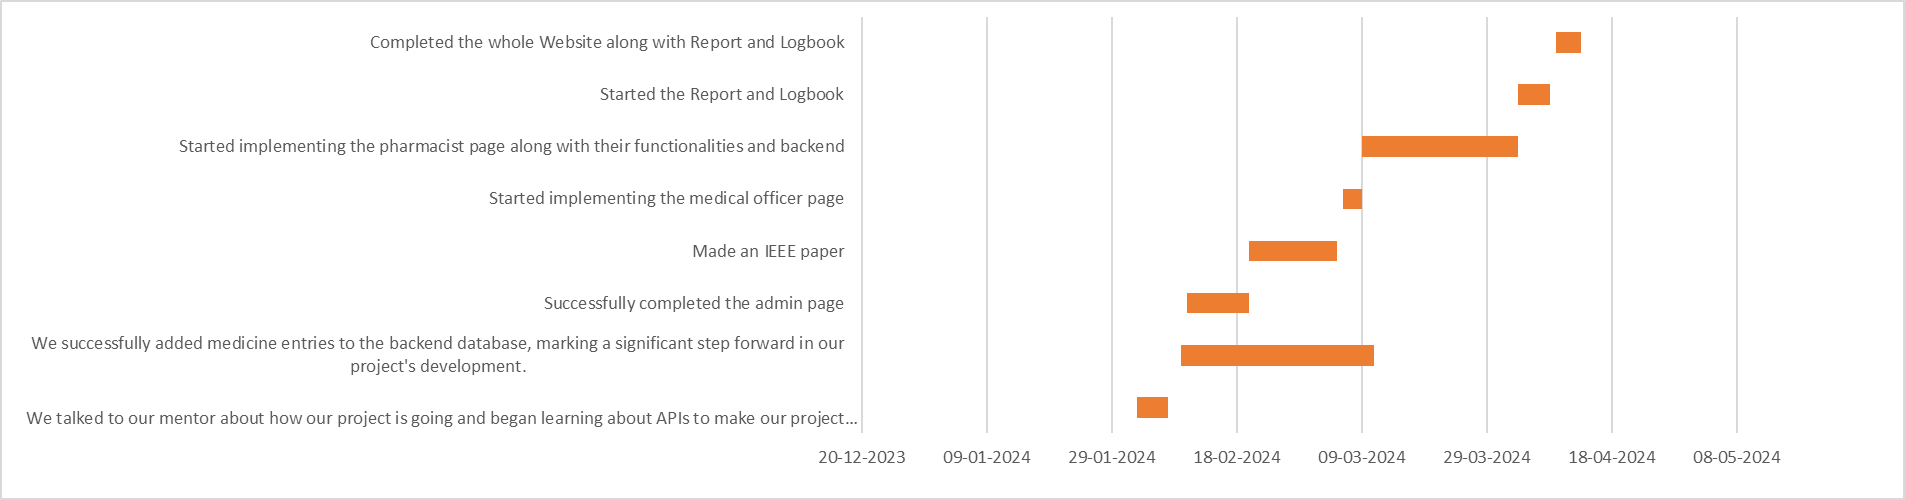 Completed the whole Website along with Report and Logbook
Started the Report and Logbook
Started implementing the pharmacist page along with their functionalities and backend
Started implementing the medical officer page
Made an IEEE paper
Successfully completed the admin page
We successfully added medicine entries to the backend database, marking a significant step forward in our
project's development.
We talked to our mentor about how our project is going and began learning about APIs to make our project...
20-12-2023 09-01-2024 29-01-2024 18-02-2024 09-03-2024 29-03-2024 18-04-2024 08-05-2024